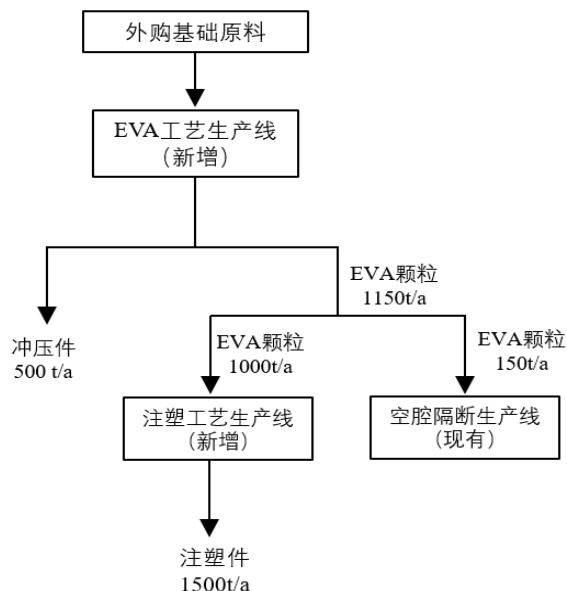 外购基础原料
EVA工艺生产线
（新增）
EVA颗粒
1150t/a
冲压件
500 t/a
EVA颗粒
1000t/a
EVA颗粒
150t/a
注塑工艺生产线
（新增）
空腔隔断生产线
（现有）
注塑件
1500t/a